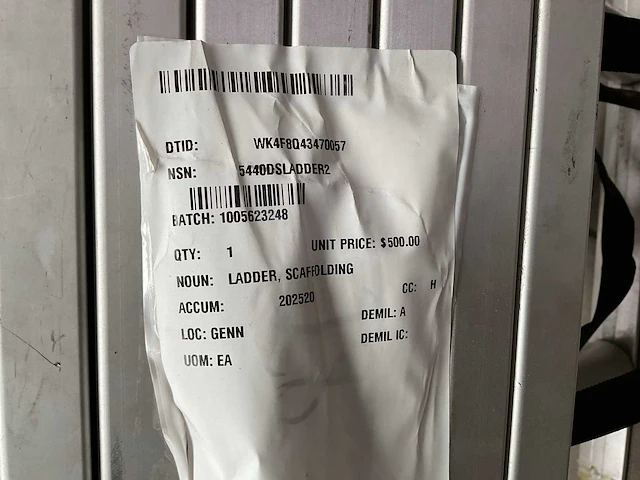 DTID: WK4F8Q43470057
NSN: 5440DSLADDER2
BATCH: 1005623248
QTY: 1 UNIT PRICE: $500.00
NOUN: LADDER, SCAFFOLDING
CC: H
ACCUM: 202520
DEMIL: A
LOC: GENN
DEMIL IC:
UOM: EA